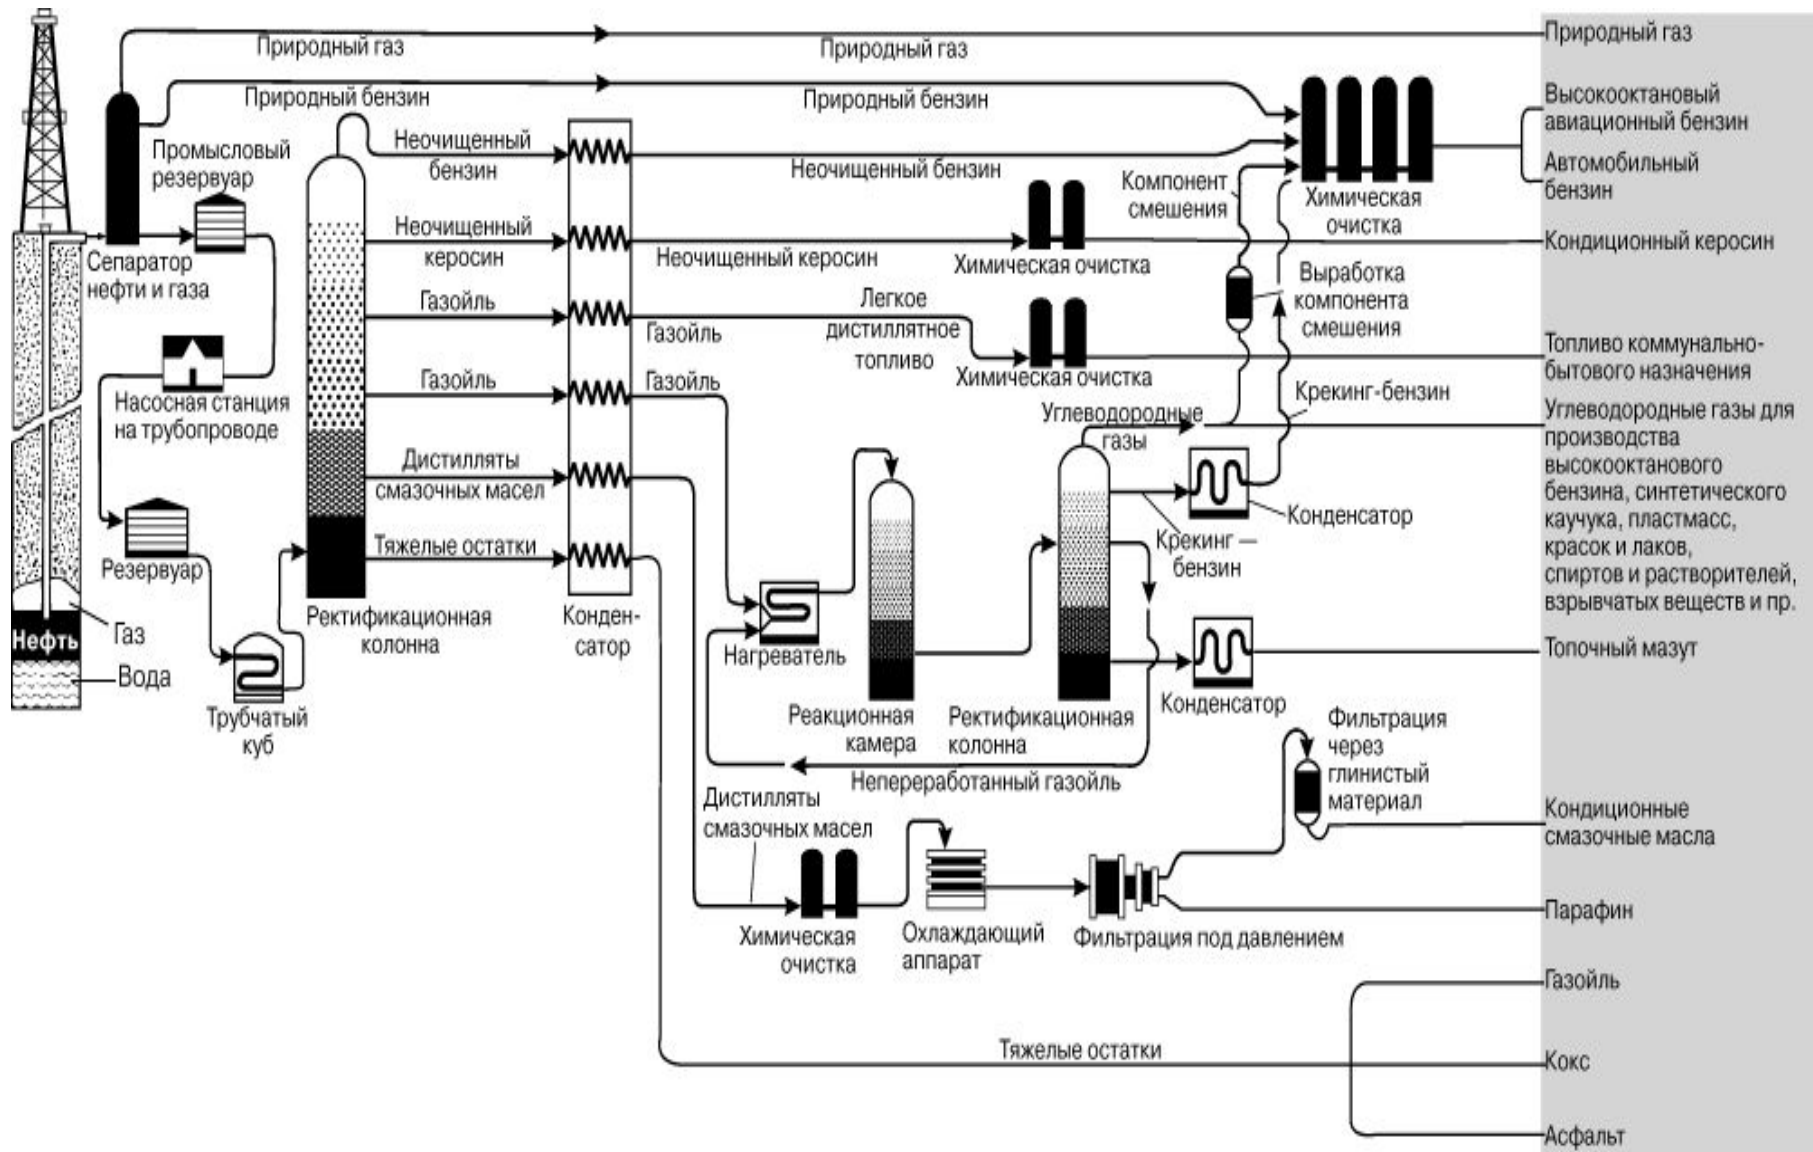 Природный газ
Природный газ
Природный газ
Природный бензин
Природный бензин
Высокооктановый
авиационный бензин
Автомобильный
бензин
Промысловый
резервуар
Неочищенный
бензин
Неочищенный бензин
Компонент
смешения
Химическая
очистка
Сепаратор
нефти и газа
Неочищенный
керосин
Неочищенный керосин
Химическая очистка
Кондиционный керосин
Выработка
компонента
смешения
Газойль
Газойль
Легкое
дистиллятное
топливо
Химическая очистка
Топливо коммунально-
бытового назначения
Насосная станция
на трубопроводе
Газойль
Газойль
Углеводородные
газы
Крекинг-бензин
Углеводородные газы для
производства
высокооктанового
бензина, синтетического
каучука, пластмасс,
красок и лаков,
спиртов и растворителей,
взрывчатых веществ и пр.
Дистилляты
смазочных масел
Конденсатор
Крекинг —
бензин
Тяжелые остатки
Резервуар
Ректификационная
колонна
Конден-
сатор
Нефть
Газ
Вода
Трубчатый
куб
Нагреватель
Реакционная
камера
Ректификационная
колонна
Конденсатор
Топочный мазут
Непереработанный газойль
Фильтрация
через
глинистый
материал
Дистилляты
смазочных масел
Кондиционные
смазочные масла
Химическая
очистка
Охлаждающий
аппарат
Фильтрация под давлением
Парафин
Газойль
Тяжелые остатки
Кокс
Асфальт